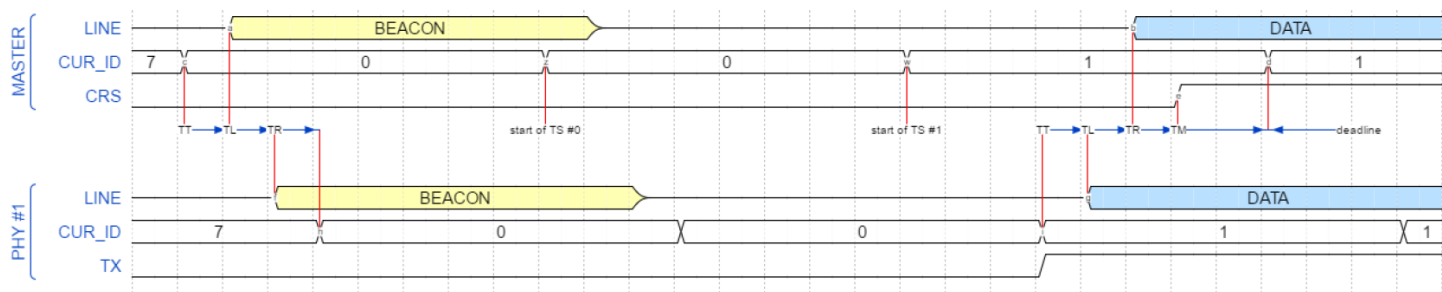 MASTER
LINE a BEACON b DATA
CUR_ID 7 c 0 z 0 w 1 d 1
CRS e
TT TL TR start of TS #0 start of TS #1 TT TL TR TM deadline
PHY #1
LINE BEACON DATA
CUR_ID 7 h 0 0 1 1
TX